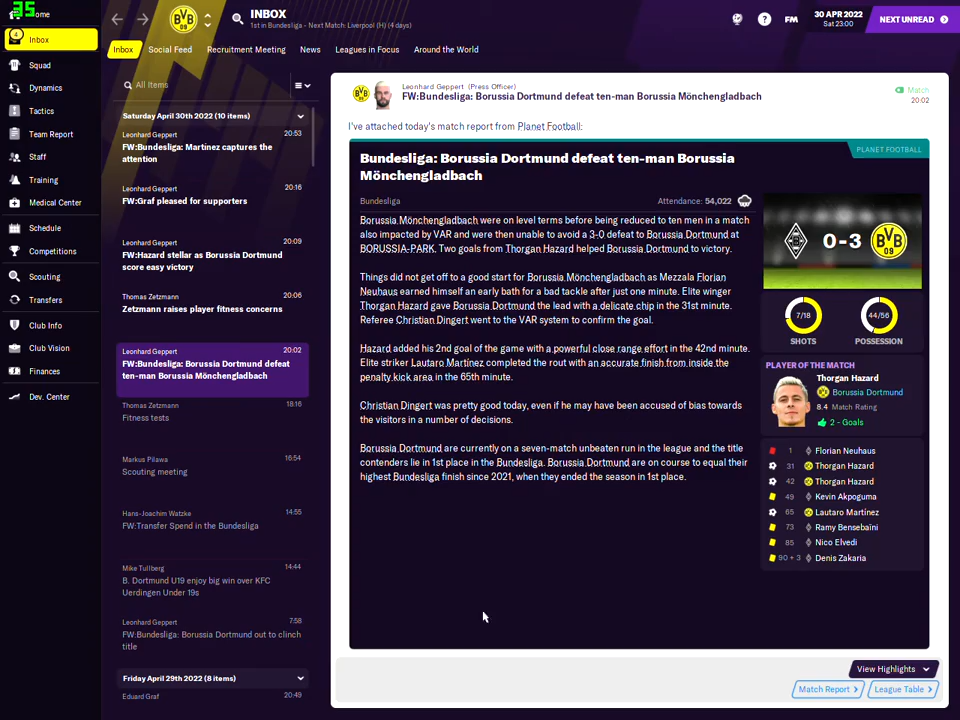 35
ome
INBOX
1st in Bundesliga - Next Match: Liverpool (H) (4 days)
BVB
09
?
FM
30 APR 2022
Sat 23:00
NEXT UNREAD
4
Inbox
Squad
Dynamics
Tactics
Team Report
Staff
Training
Medical Center
Schedule
Competitions
Scouting
Transfers
Club Info
Club Vision
Finances
Dev. Center
Inbox
Social Feed
Recruitment Meeting
News
Leagues in Focus
Around the World
All Items
Saturday April 30th 2022 (10 items)
Leonhard Geppert 20:53
FW:Bundesliga: Martínez captures the
attention
Leonhard Geppert 20:16
FW:Graf pleased for supporters
Leonhard Geppert 20:09
FW:Hazard stellar as Borussia Dortmund
score easy victory
Thomas Zetzmann 20:06
Zetzmann raises player fitness concerns
Leonhard Geppert 20:02
FW:Bundesliga: Borussia Dortmund defeat
ten-man Borussia Mönchengladbach
Thomas Zetzmann 18:16
Fitness tests
Markus Pilawa 16:54
Scouting meeting
Hans-Joachim Watzke 14:55
FW:Transfer Spend in the Bundesliga
Mike Tullberg 14:44
B. Dortmund U19 enjoy big win over KFC
Uerdingen Under 19s
Leonhard Geppert 7:58
FW:Bundesliga: Borussia Dortmund out to clinch
title
Friday April 29th 2022 (8 items)
Eduard Graf 20:49
Leonhard Geppert (Press Officer)
FW:Bundesliga: Borussia Dortmund defeat ten-man Borussia Mönchengladbach
Match
20:02
I've attached today's match report from Planet Football:
Bundesliga: Borussia Dortmund defeat ten-man Borussia
Mönchengladbach
PLANET FOOTBALL
Bundesliga
Attendance: 54,022
Borussia Mönchengladbach were on level terms before being reduced to ten men in a match
also impacted by VAR and were then unable to avoid a 3-0 defeat to Borussia Dortmund at
BORUSSIA-PARK. Two goals from Thorgan Hazard helped Borussia Dortmund to victory.
Things did not get off to a good start for Borussia Mönchengladbach as Mezzala Florian
Neuhaus earned himself an early bath for a bad tackle after just one minute. Elite winger
Thorgan Hazard gave Borussia Dortmund the lead with a delicate chip in the 31st minute.
Referee Christian Dingert went to the VAR system to confirm the goal.
Hazard added his 2nd goal of the game with a powerful close range effort in the 42nd minute.
Elite striker Lautaro Martínez completed the rout with an accurate finish from inside the
penalty kick area in the 65th minute.
Christian Dingert was pretty good today, even if he may have been accused of bias towards
the visitors in a number of decisions.
Borussia Dortmund are currently on a seven-match unbeaten run in the league and the title
contenders lie in 1st place in the Bundesliga. Borussia Dortmund are on course to equal their
highest Bundesliga finish since 2021, when they ended the season in 1st place.
0-3
BVB
09
7/18
SHOTS
44/56
POSSESSION
PLAYER OF THE MATCH
Thorgan Hazard
Borussia Dortmund
8.4 Match Rating
2 - Goals
1 Florian Neuhaus
31 Thorgan Hazard
42 Thorgan Hazard
49 Kevin Akpoguma
65 Lautaro Martínez
73 Ramy Bensebaïni
85 Nico Elvedi
90 + 3 Denis Zakaria
View Highlights
Match Report
League Table